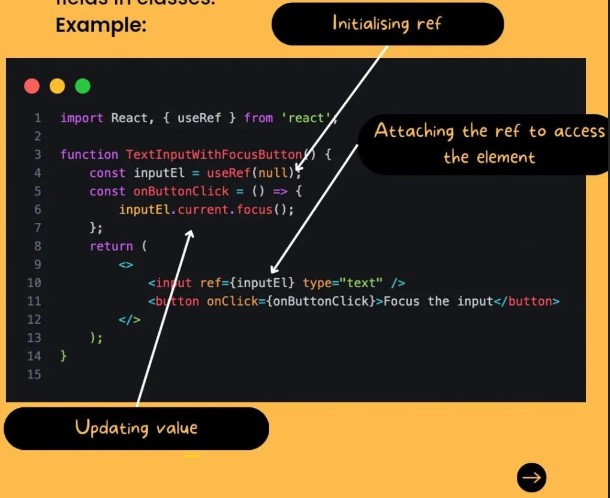 fields in classes.
Example:
Initialising ref
Attaching the ref to access
the element
1 import React, { useRef } from 'react';
2
3 function TextInputWithFocusButton() {
4 const inputEl = useRef(null);
5 const onButtonClick = () => {
6 inputEl.current.focus();
7 };
8 return (
9 <>
10 <input ref={inputEl} type="text" />
11 <button onClick={onButtonClick}>Focus the input</button>
12 </>
13 );
14 }
15
Updating value